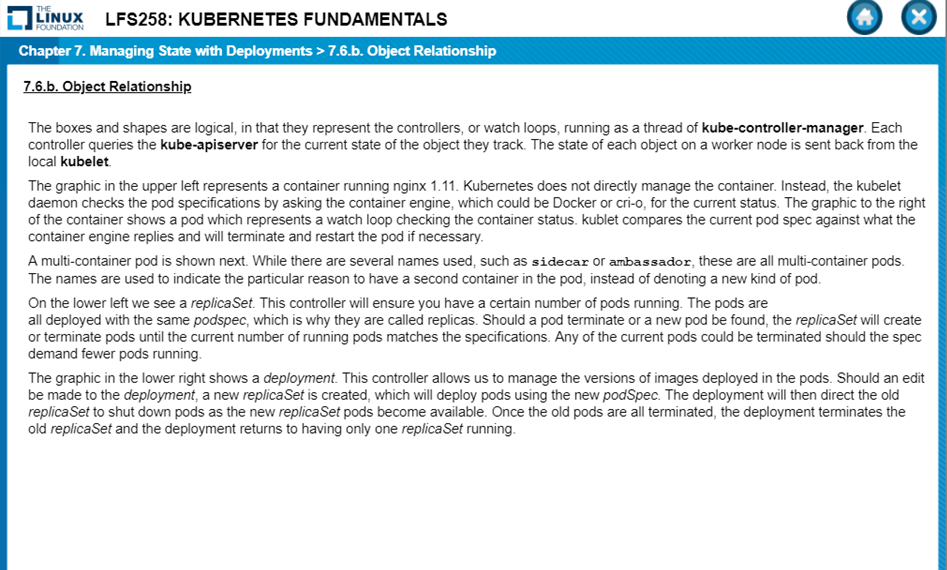 THE
LINUX
FOUNDATION
LFS258: KUBERNETES FUNDAMENTALS
Chapter 7. Managing State with Deployments > 7.6.b. Object Relationship
7.6.b. Object Relationship
The boxes and shapes are logical, in that they represent the controllers, or watch loops, running as a thread of kube-controller-manager. Each
controller queries the kube-apiserver for the current state of the object they track. The state of each object on a worker node is sent back from the
local kubelet.
The graphic in the upper left represents a container running nginx 1.11. Kubernetes does not directly manage the container. Instead, the kubelet
daemon checks the pod specifications by asking the container engine, which could be Docker or cri-o, for the current status. The graphic to the right
of the container shows a pod which represents a watch loop checking the container status. kublet compares the current pod spec against what the
container engine replies and will terminate and restart the pod if necessary.
A multi-container pod is shown next. While there are several names used, such as sidecar or ambassador, these are all multi-container pods.
The names are used to indicate the particular reason to have a second container in the pod, instead of denoting a new kind of pod.
On the lower left we see a replicaSet. This controller will ensure you have a certain number of pods running. The pods are
all deployed with the same podspec, which is why they are called replicas. Should a pod terminate or a new pod be found, the replicaSet will create
or terminate pods until the current number of running pods matches the specifications. Any of the current pods could be terminated should the spec
demand fewer pods running.
The graphic in the lower right shows a deployment. This controller allows us to manage the versions of images deployed in the pods. Should an edit
be made to the deployment, a new replicaSet is created, which will deploy pods using the new podSpec. The deployment will then direct the old
replicaSet to shut down pods as the new replicaSet pods become available. Once the old pods are all terminated, the deployment terminates the
old replicaSet and the deployment returns to having only one replicaSet running.